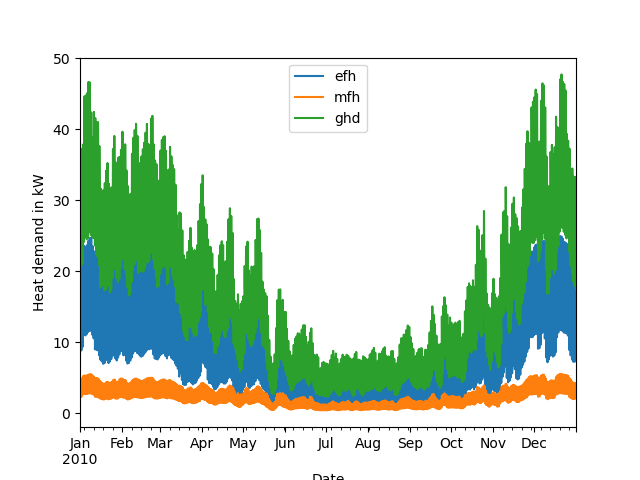 50
40
30
20
10
0
Heat demand in kW
efh
mfh
ghd
Jan Feb Mar Apr May Jun Jul Aug Sep Oct Nov Dec
2010
Date